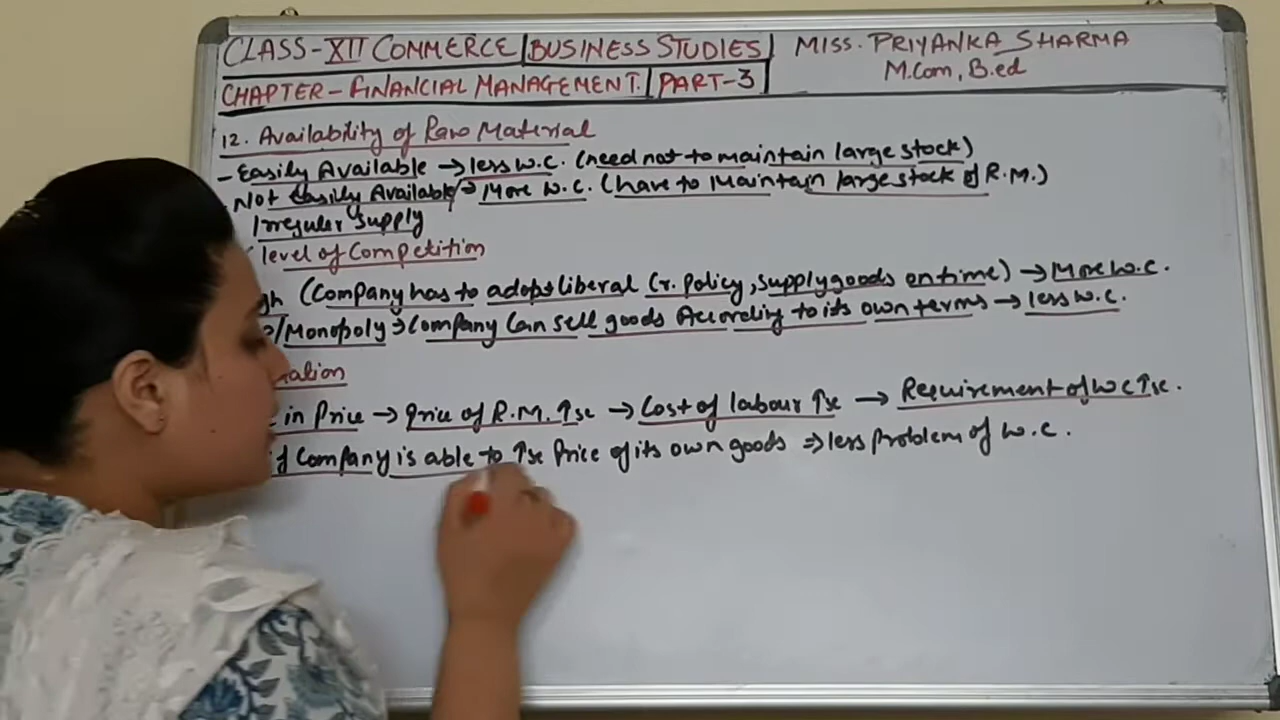 CLASS-XII COMMERCE | BUSINESS STUDIES | MISS. PRIYANKA SHARMA
M.Com, B.ed
CHAPTER - FINANCIAL MANAGEMENT. | PART-3
12. Availability of Raw Material
- Easily Available → less w.c. (need not to maintain large stock)
Not Easily Available/ → More w.c. (have to Maintain large stock of R.M.)
Irregular Supply
level of Competition
(Company has to adopt liberal Cr. Policy, supply goods on time) → More w.c.
/Monopoly → Company Can sell goods According to its own terms → less w.c.
in Price → price of R.M. ↑se → Cost of labour ↑se → Requirement of w c ↑se.
if Company is able to ↑se Price of its own goods ⇒ less Problem of w.c.